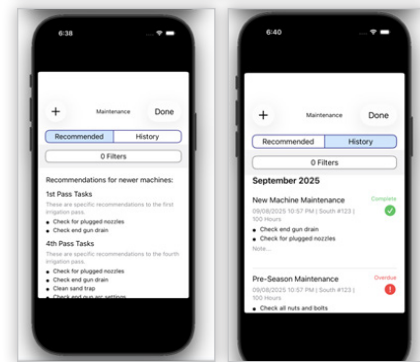 6:38
Maintenance
Done
Recommended
History
0 Filters
Recommendations for newer machines:
1st Pass Tasks
These are specific recommendations to the first
irrigation pass.
Check for plugged nozzles
Check end gun drain
4th Pass Tasks
These are specific recommendations to the fourth
irrigation pass.
Check for plugged nozzles
Check end gun drain
Clean sand trap
Check end gun arc settings
6:40
Maintenance
Done
Recommended
History
0 Filters
September 2025
New Machine Maintenance
Complete
09/08/2025 10:57 PM | South #123 |
100 Hours
Check end gun drain
Check for plugged nozzles
Note...
Pre-Season Maintenance
Overdue
09/08/2025 10:57 PM | South #123 |
100 Hours
Check all nuts and bolts